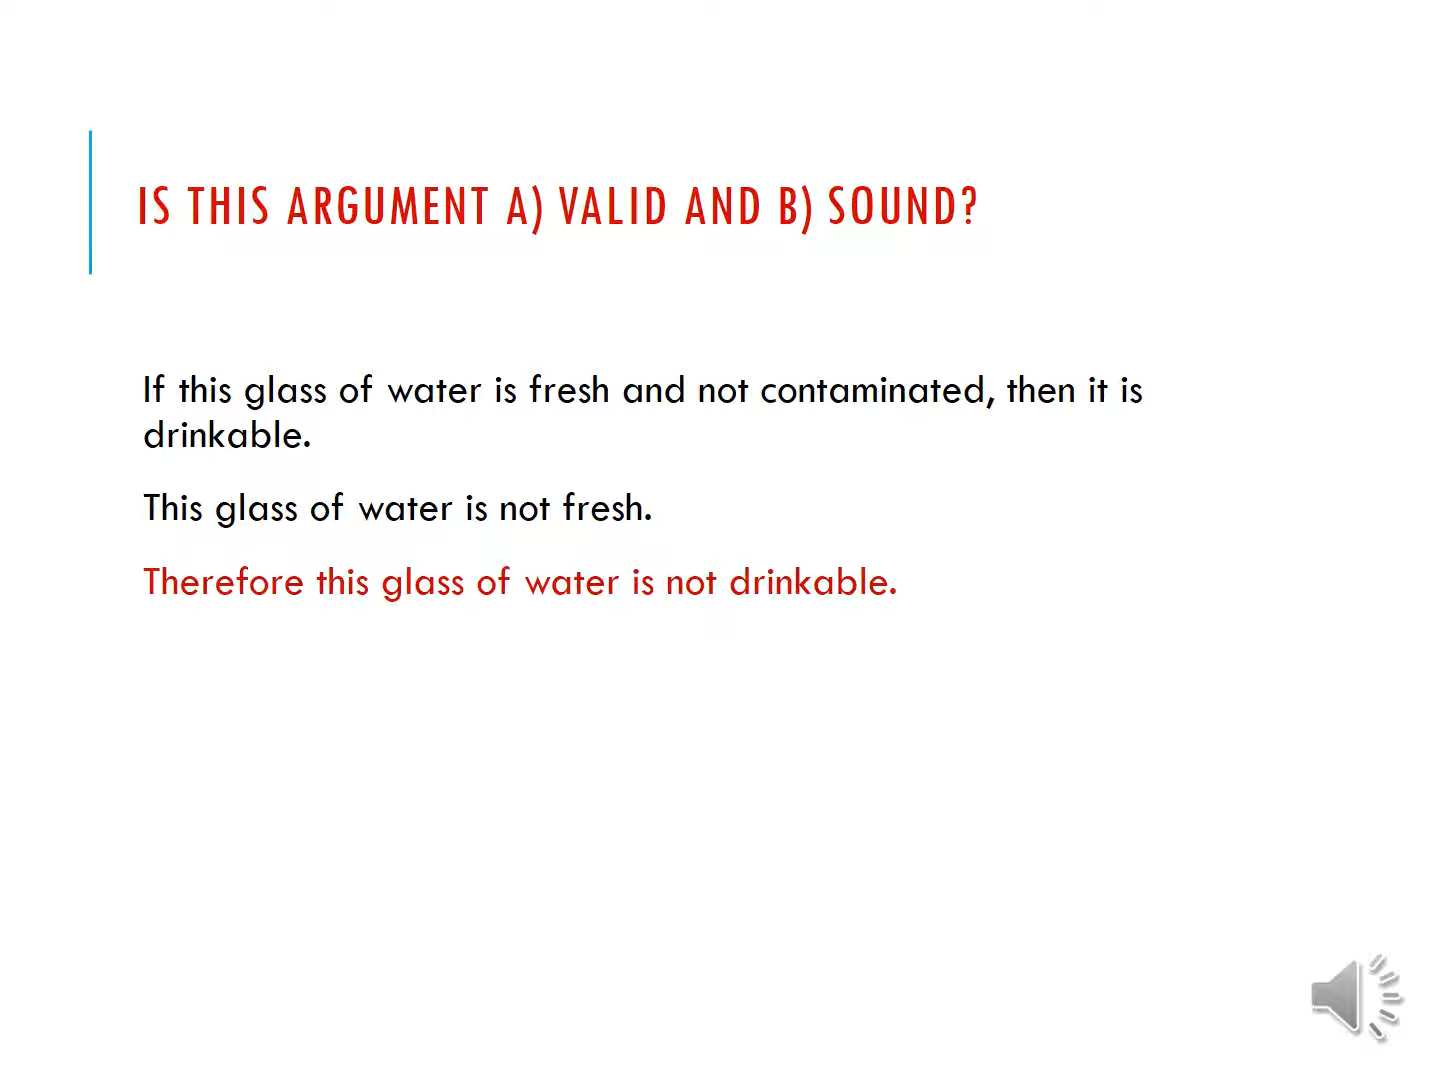 IS THIS ARGUMENT A) VALID AND B) SOUND?
If this glass of water is fresh and not contaminated, then it is
drinkable.
This glass of water is not fresh.
Therefore this glass of water is not drinkable.